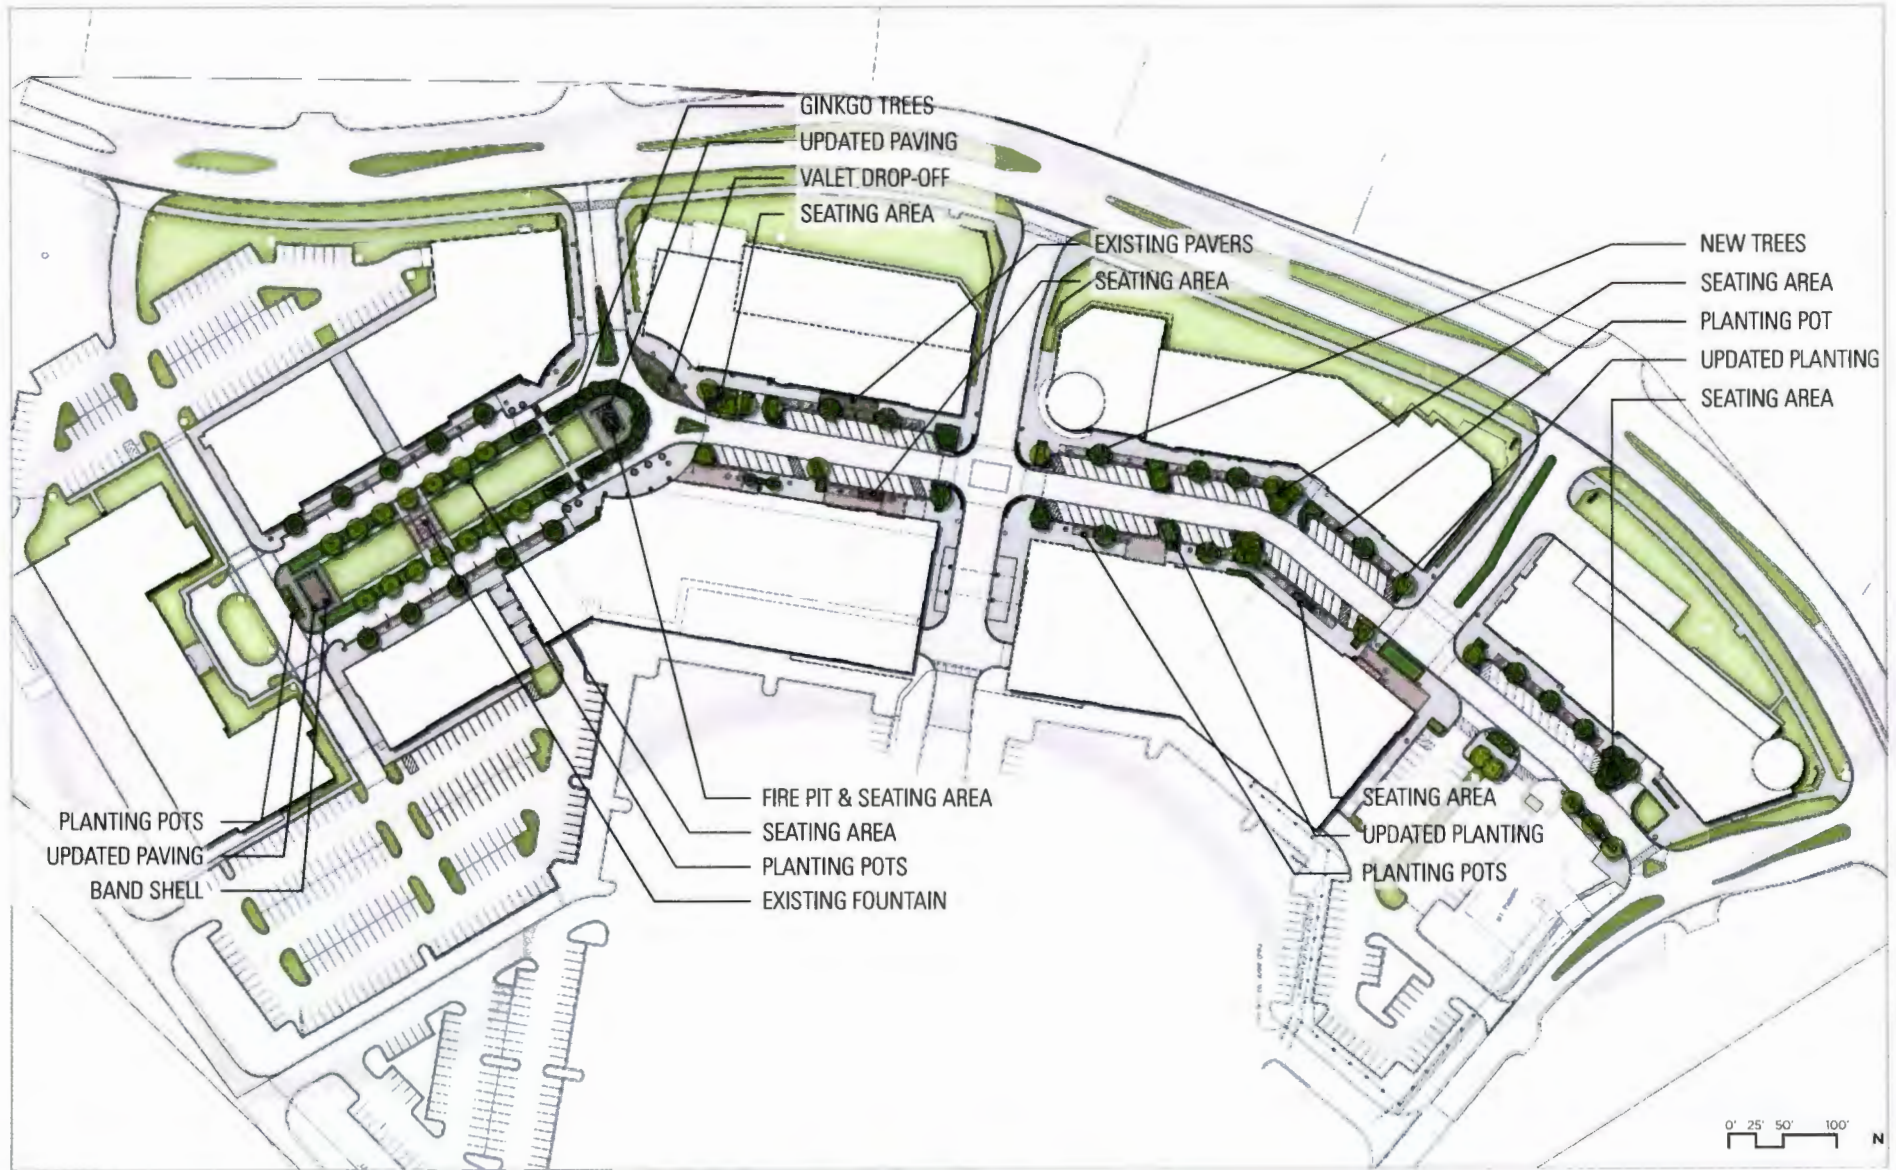 GINKGO TREES
UPDATED PAVING
VALET DROP-OFF
SEATING AREA
EXISTING PAVERS
SEATING AREA
NEW TREES
SEATING AREA
PLANTING POT
UPDATED PLANTING
SEATING AREA
PLANTING POTS
UPDATED PAVING
BAND SHELL
FIRE PIT & SEATING AREA
SEATING AREA
PLANTING POTS
EXISTING FOUNTAIN
SEATING AREA
UPDATED PLANTING
PLANTING POTS
0' 25' 50' 100'
N